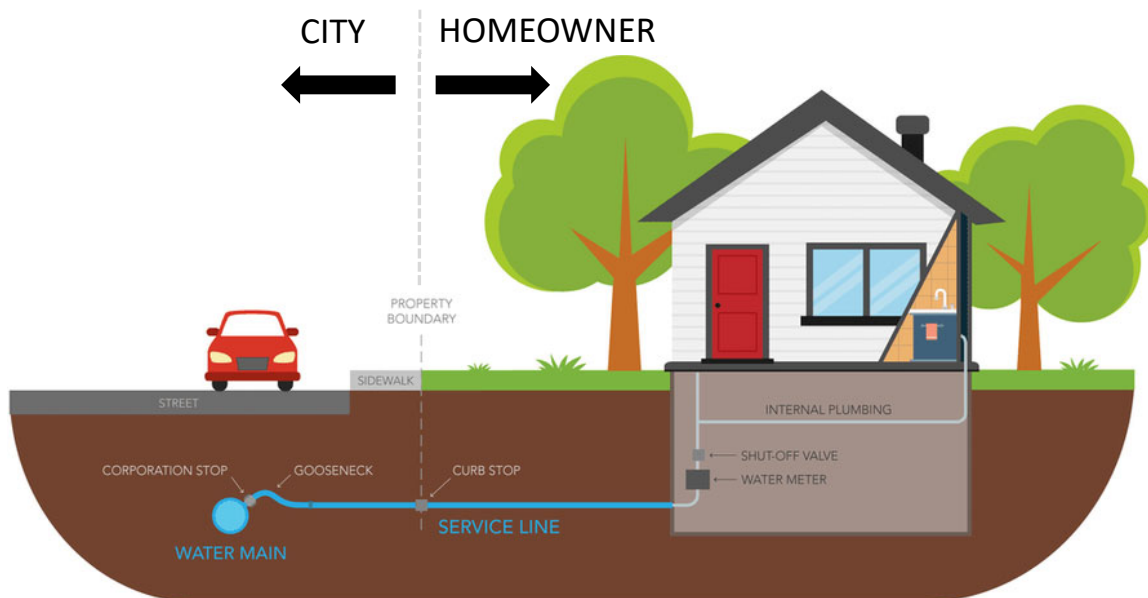 CITY
HOMEOWNER
PROPERTY
BOUNDARY
SIDEWALK
STREET
INTERNAL PLUMBING
SHUT-OFF VALVE
WATER METER
CORPORATION STOP
GOOSENECK
CURB STOP
SERVICE LINE
WATER MAIN